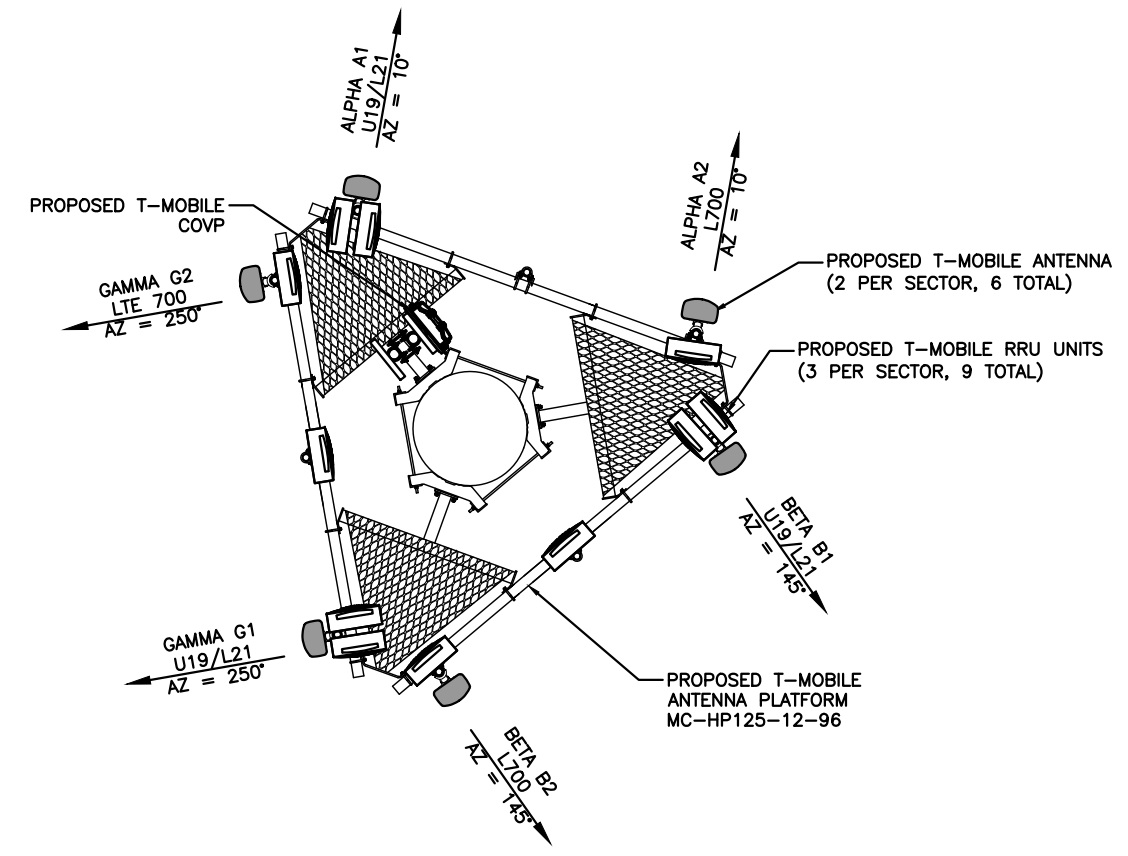 ALPHA A1
U19/L21
AZ = 10°
ALPHA A2
L700
AZ = 10°
PROPOSED T-MOBILE
COVP
GAMMA G2
LTE 700
AZ = 250°
PROPOSED T-MOBILE ANTENNA
(2 PER SECTOR, 6 TOTAL)
PROPOSED T-MOBILE RRU UNITS
(3 PER SECTOR, 9 TOTAL)
BETA B1
U19/L21
AZ = 145°
GAMMA G1
U19/L21
AZ = 250°
PROPOSED T-MOBILE
ANTENNA PLATFORM
MC-HP125-12-96
BETA B2
L700
AZ = 145°